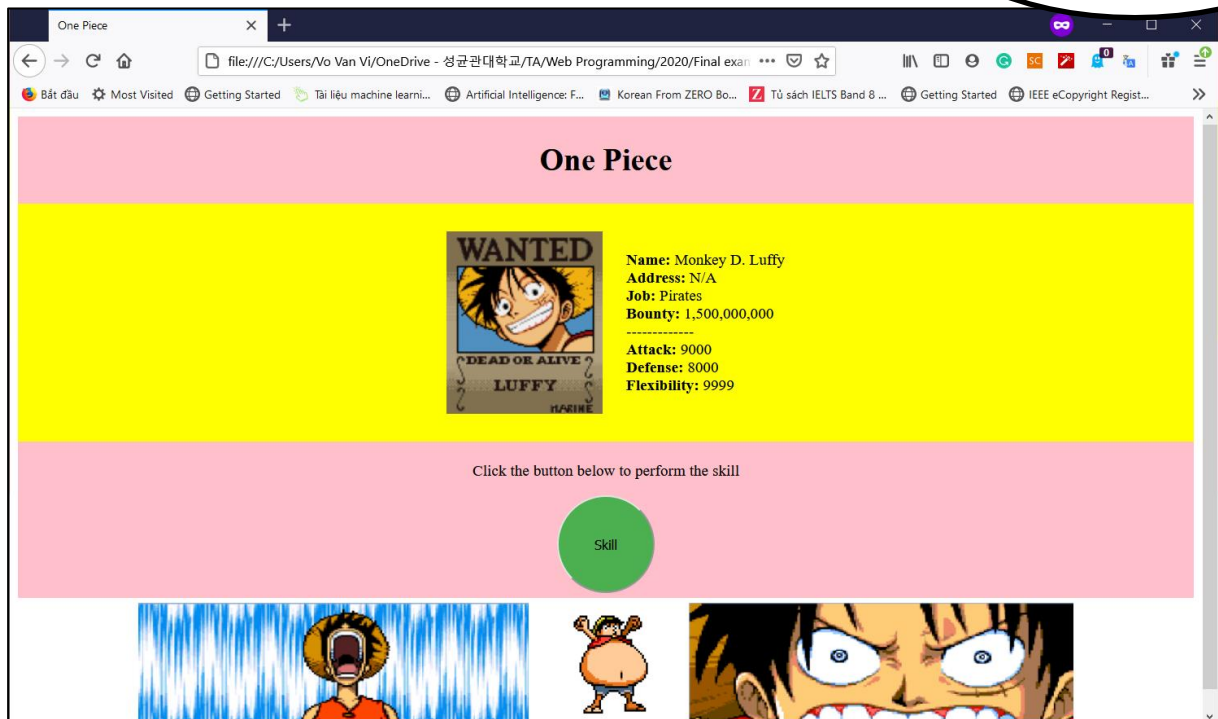 One Piece
file:///C:/Users/Vo Van Vi/OneDrive - 성균관대학교/TA/Web Programming/2020/Final exan
SC
0
Bắt đầu Most Visited Getting Started Tài liệu machine learni... Artificial Intelligence: F... Korean From ZERO Bo... Z Tủ sách IELTS Band 8 ... Getting Started IEEE eCopyright Regist...
One Piece
WANTED
DEAD OR ALIVE
LUFFY
MARINE
Name: Monkey D. Luffy
Address: N/A
Job: Pirates
Bounty: 1,500,000,000
-------------
Attack: 9000
Defense: 8000
Flexibility: 9999
Click the button below to perform the skill
Skill